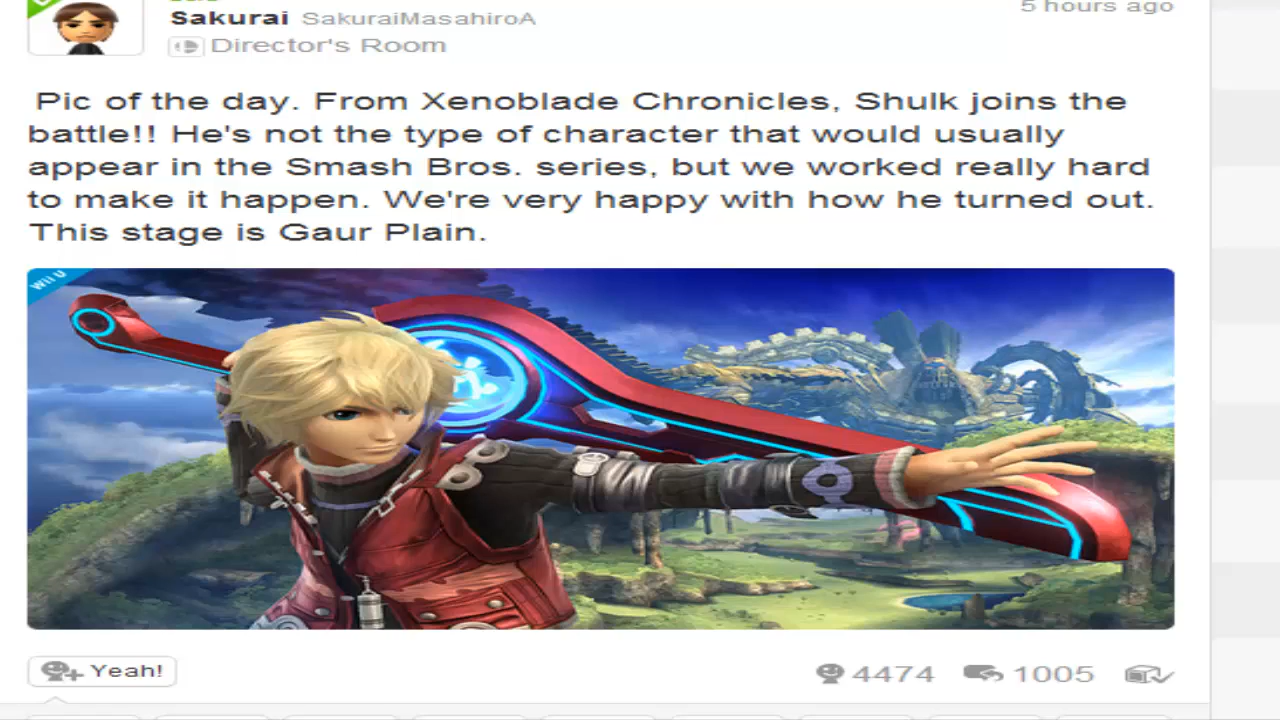 5 hours ago
Sakurai SakuraiMasahiroA
Director's Room
Pic of the day. From Xenoblade Chronicles, Shulk joins the
battle!! He's not the type of character that would usually
appear in the Smash Bros. series, but we worked really hard
to make it happen. We're very happy with how he turned out.
This stage is Gaur Plain.
Wii U
Yeah!
4474
1005